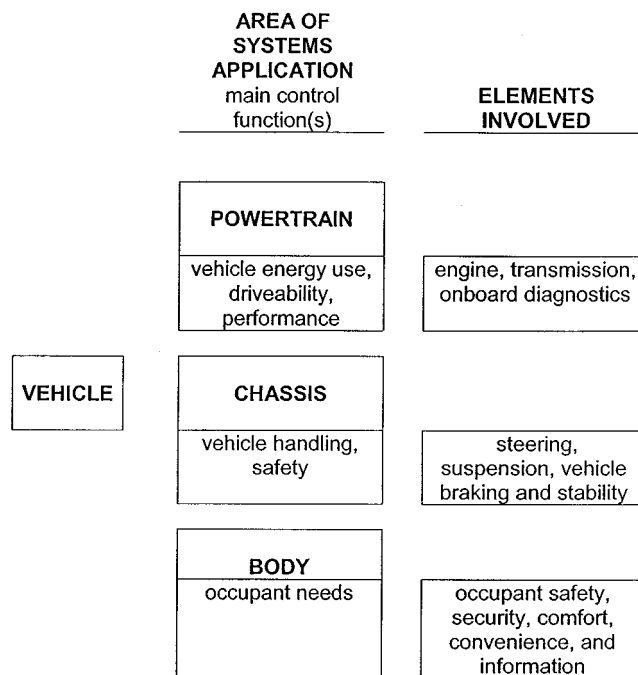 AREA OF
SYSTEMS
APPLICATION
main control
function(s)
ELEMENTS
INVOLVED
POWERTRAIN
vehicle energy use,
driveability,
performance
engine, transmission,
onboard diagnostics
VEHICLE
CHASSIS
vehicle handling,
safety
steering,
suspension, vehicle
braking and stability
BODY
occupant needs
occupant safety,
security, comfort,
convenience, and
information